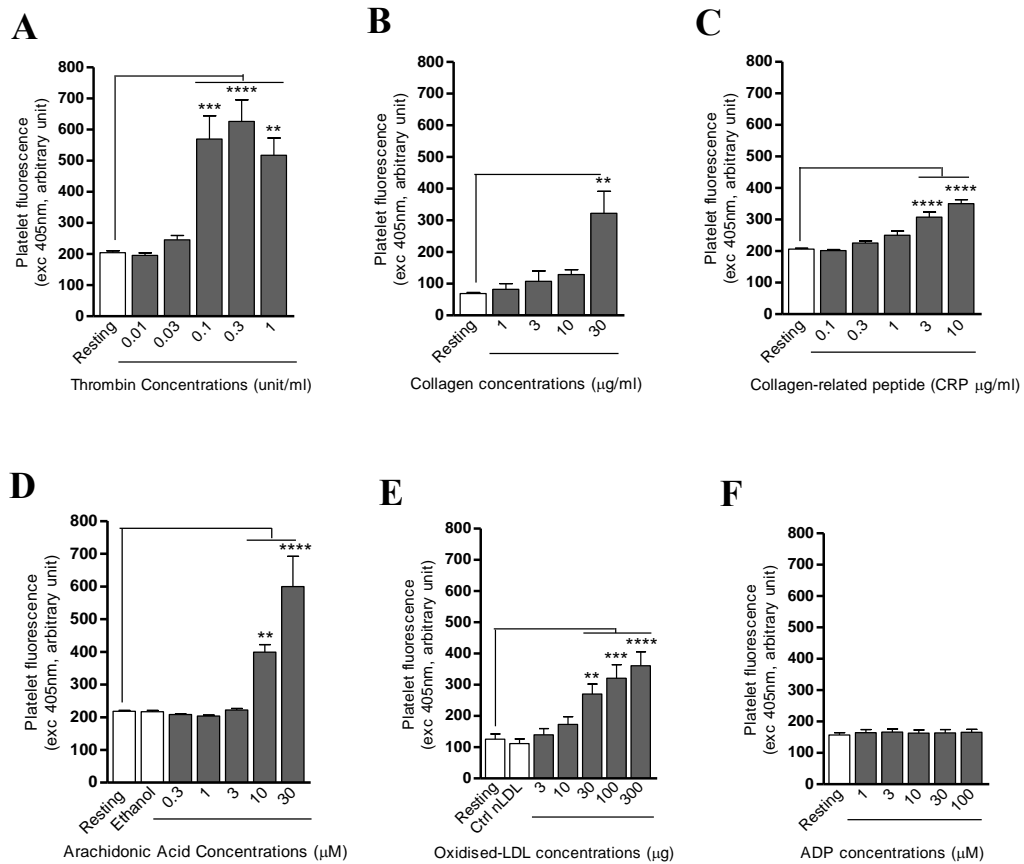 A
Platelet fluorescence
(exc 405nm, arbitrary unit)
800
700
600
500
400
300
200
100
0
***
****
**
Resting
0.01
0.03
0.1
0.3
1
Thrombin Concentrations (unit/ml)
B
Platelet fluorescence
(exc 405nm, arbitrary unit)
800
700
600
500
400
300
200
100
0
**
Resting
1
3
10
30
Collagen concentrations (μg/ml)
C
Platelet fluorescence
(exc 405nm, arbitrary unit)
800
700
600
500
400
300
200
100
0
****
****
Resting
0.1
0.3
1
3
10
Collagen-related peptide (CRP μg/ml)
D
Platelet fluorescence
(exc 405nm, arbitrary unit)
800
700
600
500
400
300
200
100
0
**
****
Resting
Ethanol
0.3
1
3
10
30
Arachidonic Acid Concentrations (μM)
E
Platelet fluorescence
(exc 405nm, arbitrary unit)
800
700
600
500
400
300
200
100
0
**
***
****
Resting
Ctrl nLDL
3
10
30
100
300
Oxidised-LDL concentrations (μg)
F
Platelet fluorescence
(exc 405nm, arbitrary unit)
800
700
600
500
400
300
200
100
0
Resting
1
3
10
30
100
ADP concentrations (μM)